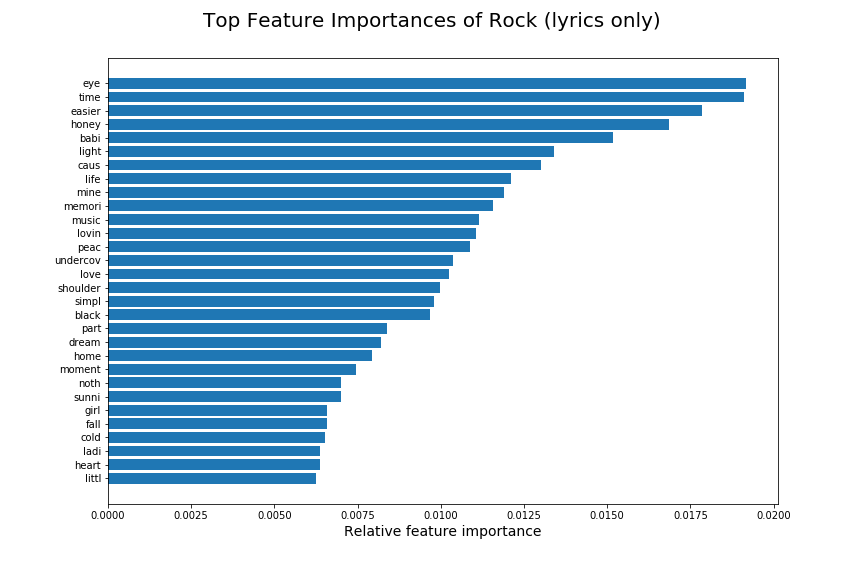 Top Feature Importances of Rock (lyrics only)
eye
time
easier
honey
babi
light
caus
life
mine
memori
music
lovin
peac
undercov
love
shoulder
simpl
black
part
dream
home
moment
noth
sunni
girl
fall
cold
ladi
heart
littl
0.0000 0.0025 0.0050 0.0075 0.0100 0.0125 0.0150 0.0175 0.0200
Relative feature importance